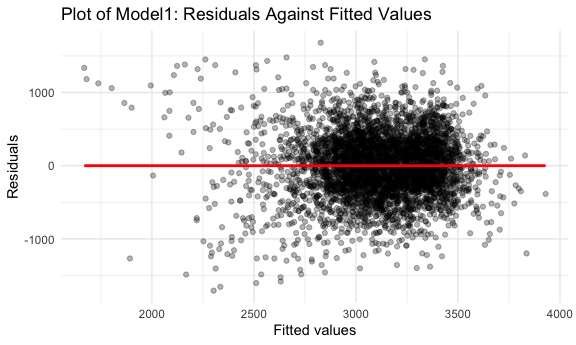 Plot of Model1: Residuals Against Fitted Values
1000
0
-1000
Residuals
2000 2500 3000 3500 4000
Fitted values